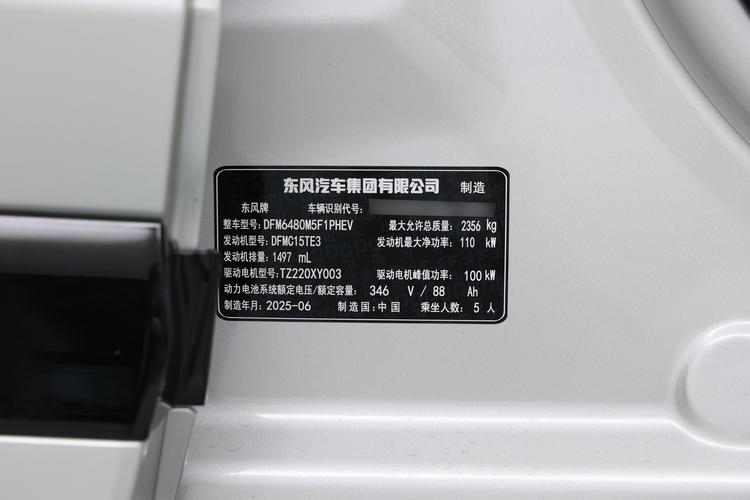 东风汽车集团有限公司 制造
东风牌 车辆识别代号:
整车型号:DFM6480M5F1PHEV 最大允许总质量: 2356 kg
发动机型号:DFMC15TE3 发动机最大净功率: 110 kW
发动机排量: 1497 mL
驱动电机型号:TZ220XY003 驱动电机峰值功率: 100 kW
动力电池系统额定电压/额定容量: 346 V / 88 Ah
制造年月: 2025-06 制造国:中国 乘坐人数: 5 人